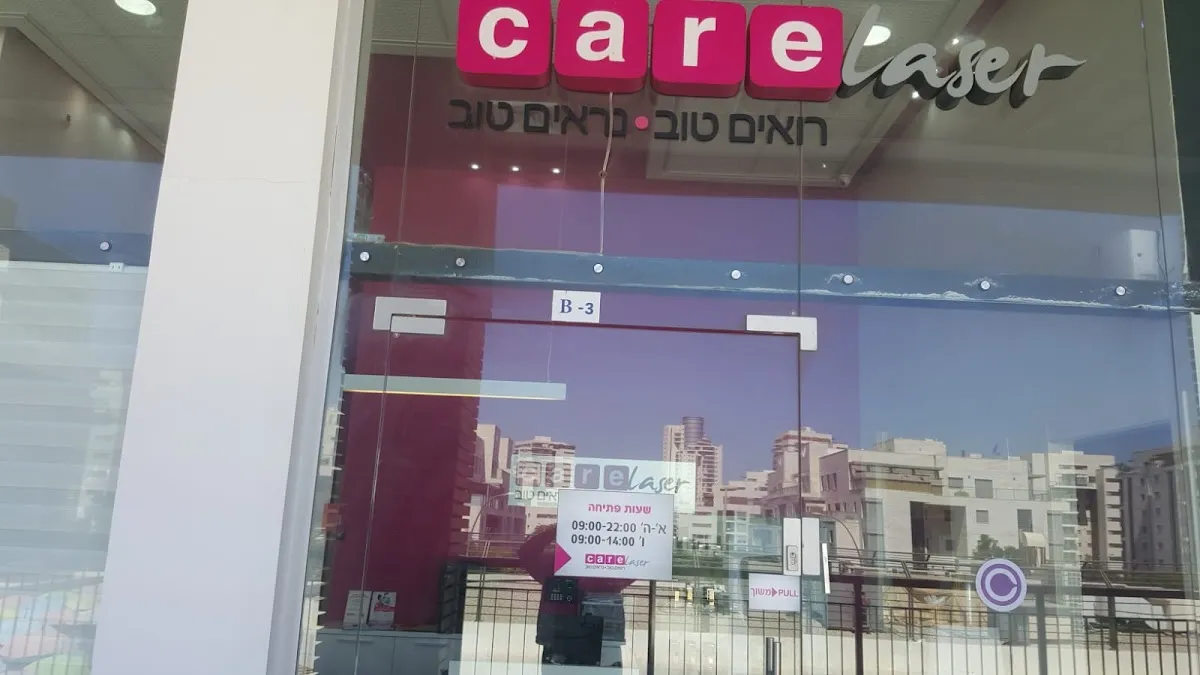 care laser
רואים טוב • נראים טוב
B -3
care laser
שעות פתיחה
א'-ה' 09:00-22:00
ו' 09:00-14:00
care laser
משוך PULL